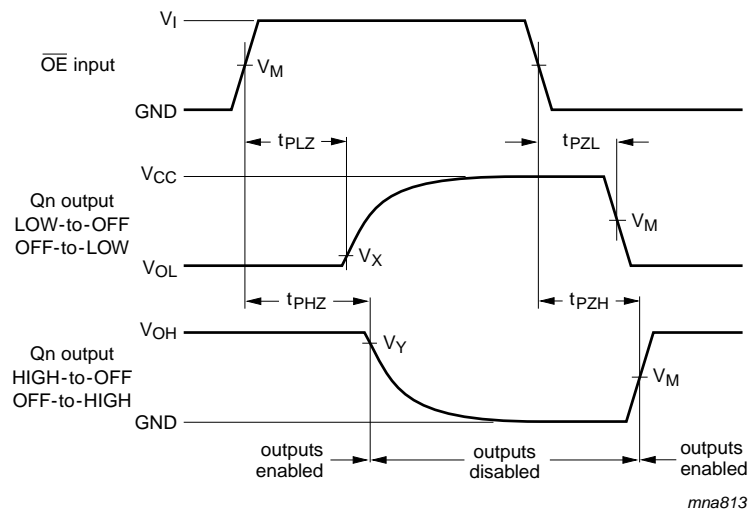 V_I
O̅E̅ input
V_M
GND
t_PLZ
t_PZL
V_CC
Qn output
LOW-to-OFF
OFF-to-LOW
V_M
V_X
V_OL
t_PHZ
t_PZH
V_OH
V_Y
Qn output
HIGH-to-OFF
OFF-to-HIGH
V_M
GND
outputs
enabled
outputs
disabled
outputs
enabled
mna813